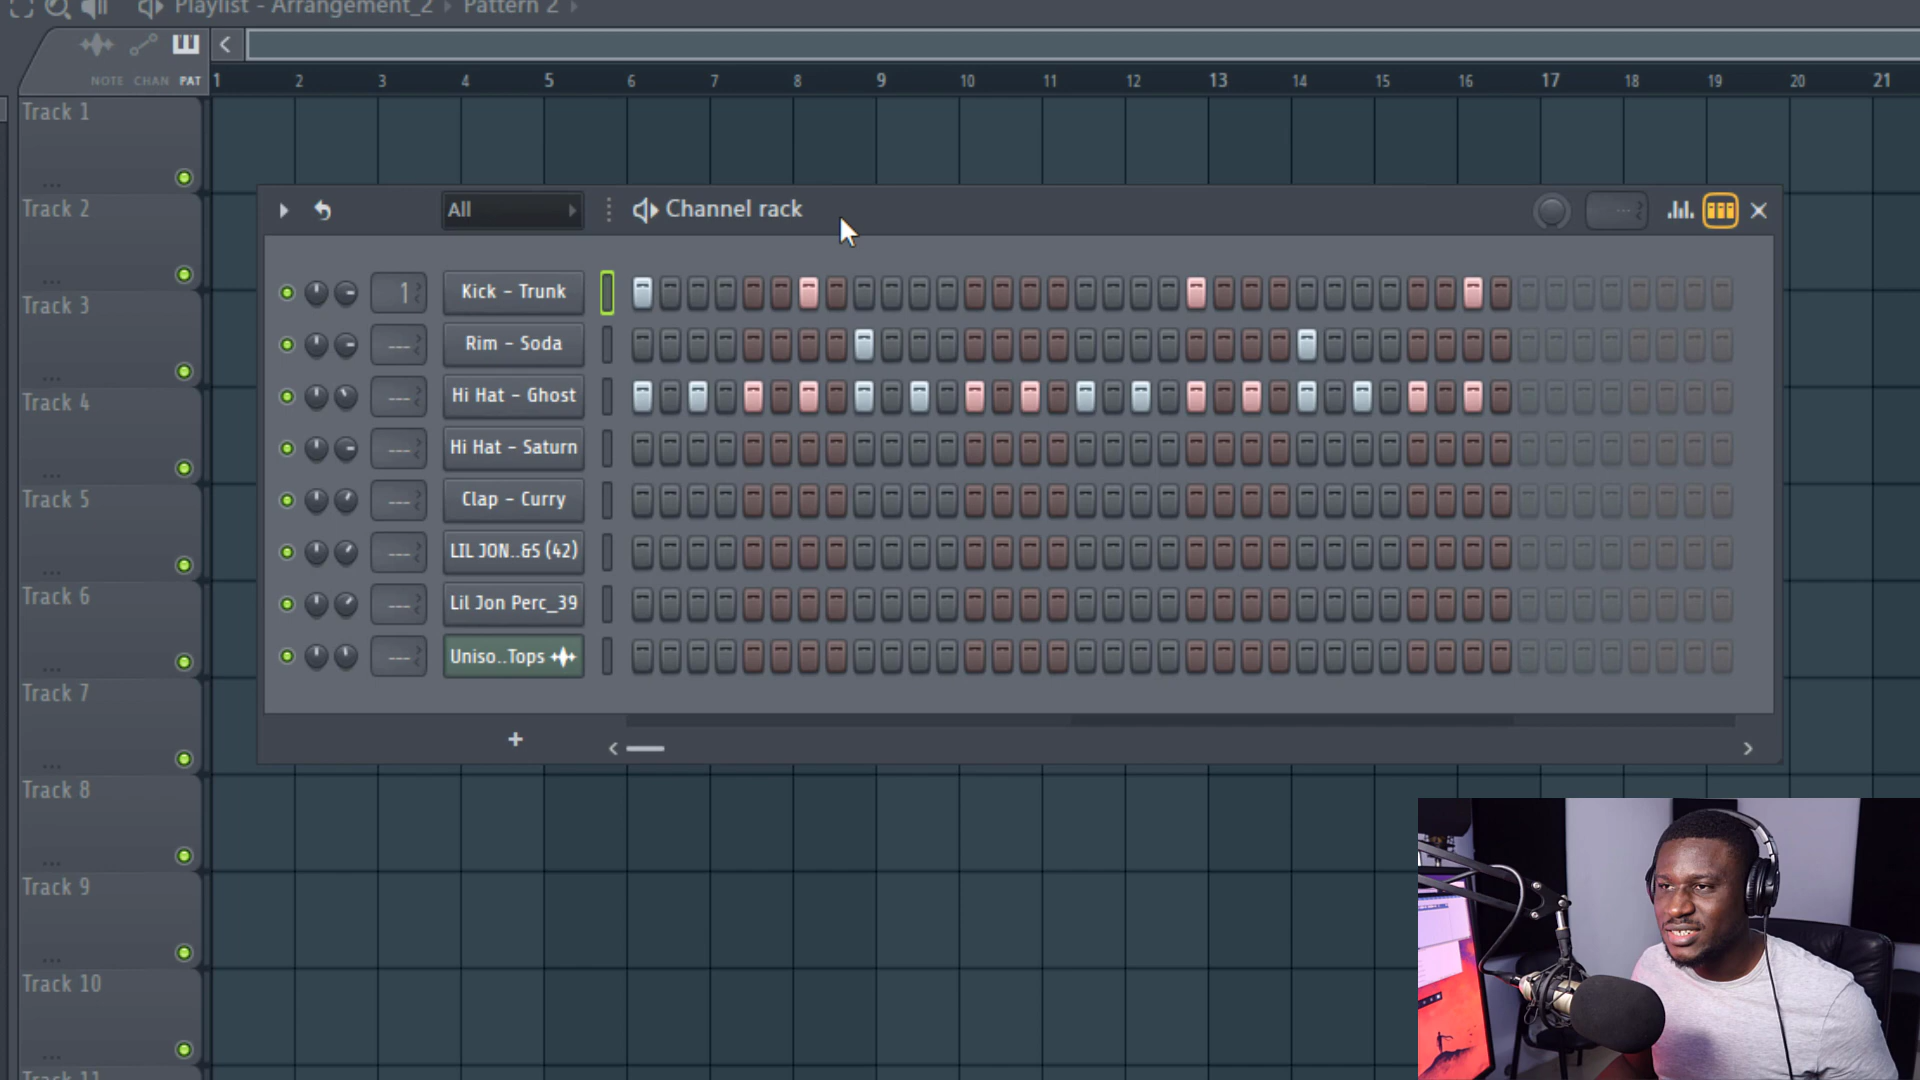 Playlist - Arrangement_2 › Pattern 2 ›
NOTE CHAN PAT
1 2 3 4 5 6 7 8 9 10 11 12 13 14 15 16 17 18 19 20 21
Track 1
Track 2
Track 3
Track 4
Track 5
Track 6
Track 7
Track 8
Track 9
Track 10
Track 11
All
Channel rack
1 Kick - Trunk
--- Rim - Soda
--- Hi Hat - Ghost
--- Hi Hat - Saturn
--- Clap - Curry
--- LIL JON..&S (42)
--- Lil Jon Perc_39
--- Uniso..Tops
+